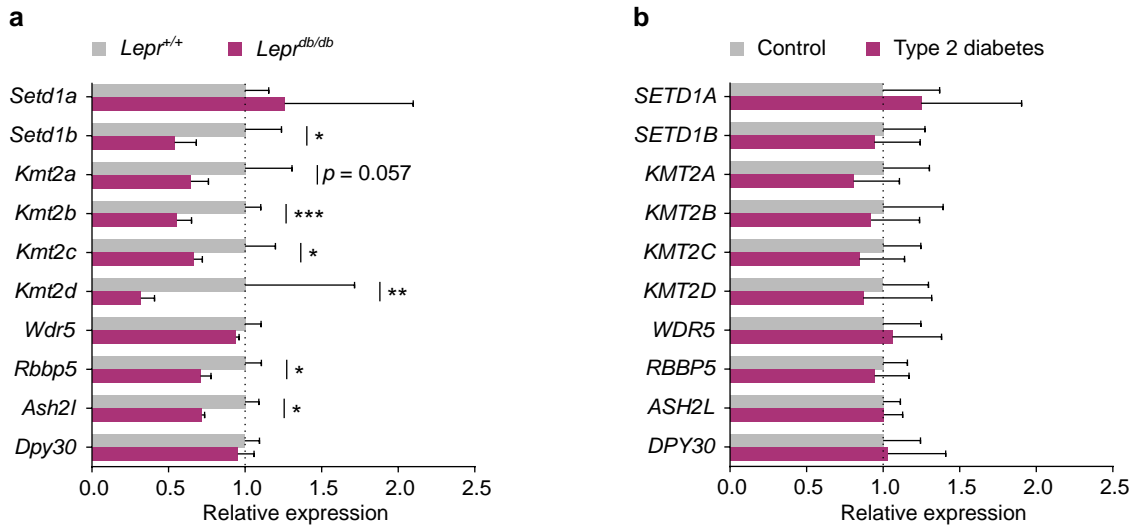 a
Lepr+/+ Lepr db/db
Setd1a
Setd1b *
Kmt2a p = 0.057
Kmt2b ***
Kmt2c *
Kmt2d **
Wdr5
Rbbp5 *
Ash2l *
Dpy30
0.0 0.5 1.0 1.5 2.0 2.5
Relative expression
b
Control Type 2 diabetes
SETD1A
SETD1B
KMT2A
KMT2B
KMT2C
KMT2D
WDR5
RBBP5
ASH2L
DPY30
0.0 0.5 1.0 1.5 2.0 2.5
Relative expression